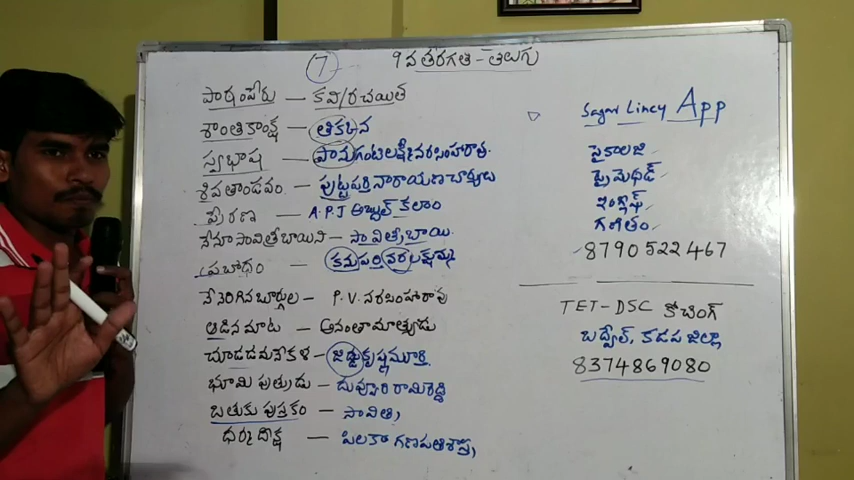 (7) 9వ తరగతి - తెలుగు
పాఠ్యంపేరు - కవి/రచయిత
శాంతికాంక్ష - తిక్కన
స్వభాష - పానుగంటి లక్ష్మీనరసింహారావు
శివతాండవం - పుట్టపర్తి నారాయణాచార్యులు
ప్రేరణ - A.P.J అబ్దుల్ కలాం
నేనూ సావిత్రీబాయిని - సావిత్రీ బాయి
ప్రబోధం - కనుపర్తి వరలక్ష్మమ్మ
నేనెరిగిన బూర్గుల - P.V. నరసింహారావు
ఆడినమాట - అనంతామాత్యుడు
చూడడమనేకళ - జిడ్డు కృష్ణమూర్తి
భూమి పుత్రుడు - దువ్వూరి రామిరెడ్డి
బతుకు పుస్తకం - సావిత్రి
ధర్మదీక్ష - పిలకా గణపతిశాస్త్రి
Sagar Lincy App
సైకాలజి
ప్రైమెథడ్
ఇంగ్లిష్
గణితం
8790522467
TET-DSC కోచింగ్
బద్వేల్, కడప జిల్లా
8374869080